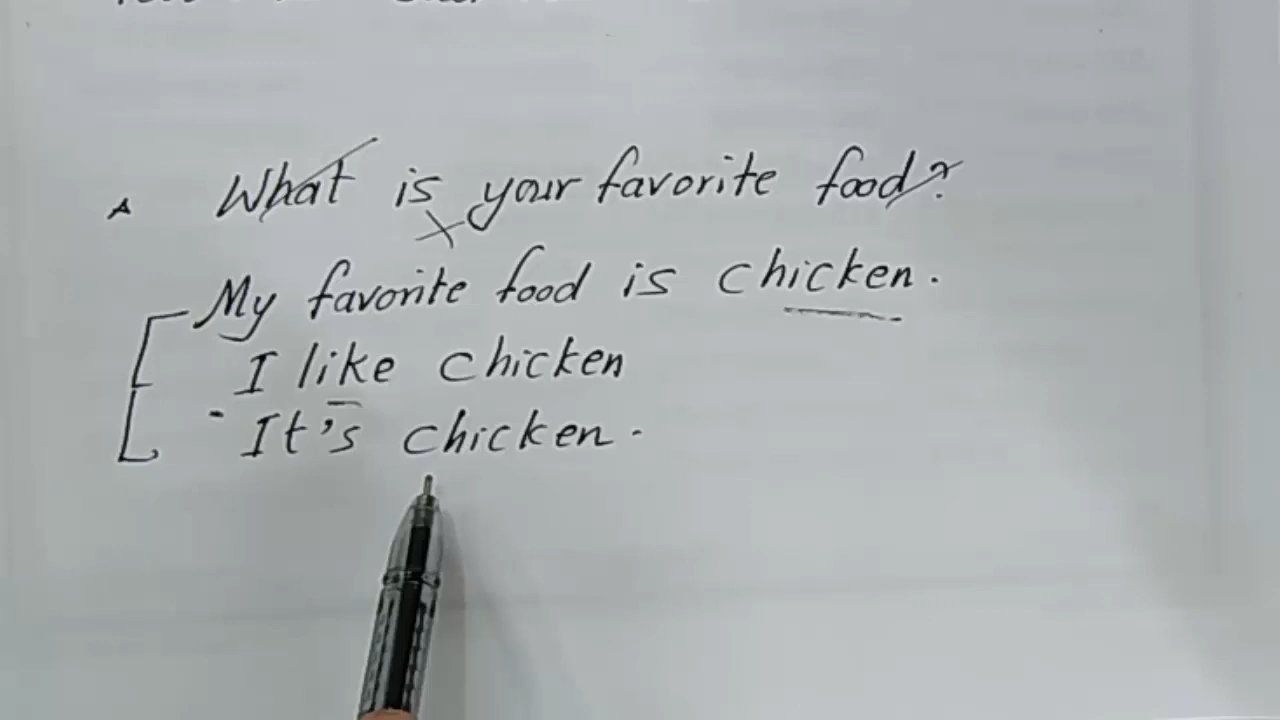 What is your favorite food?
My favorite food is chicken.
I like chicken
It's chicken.